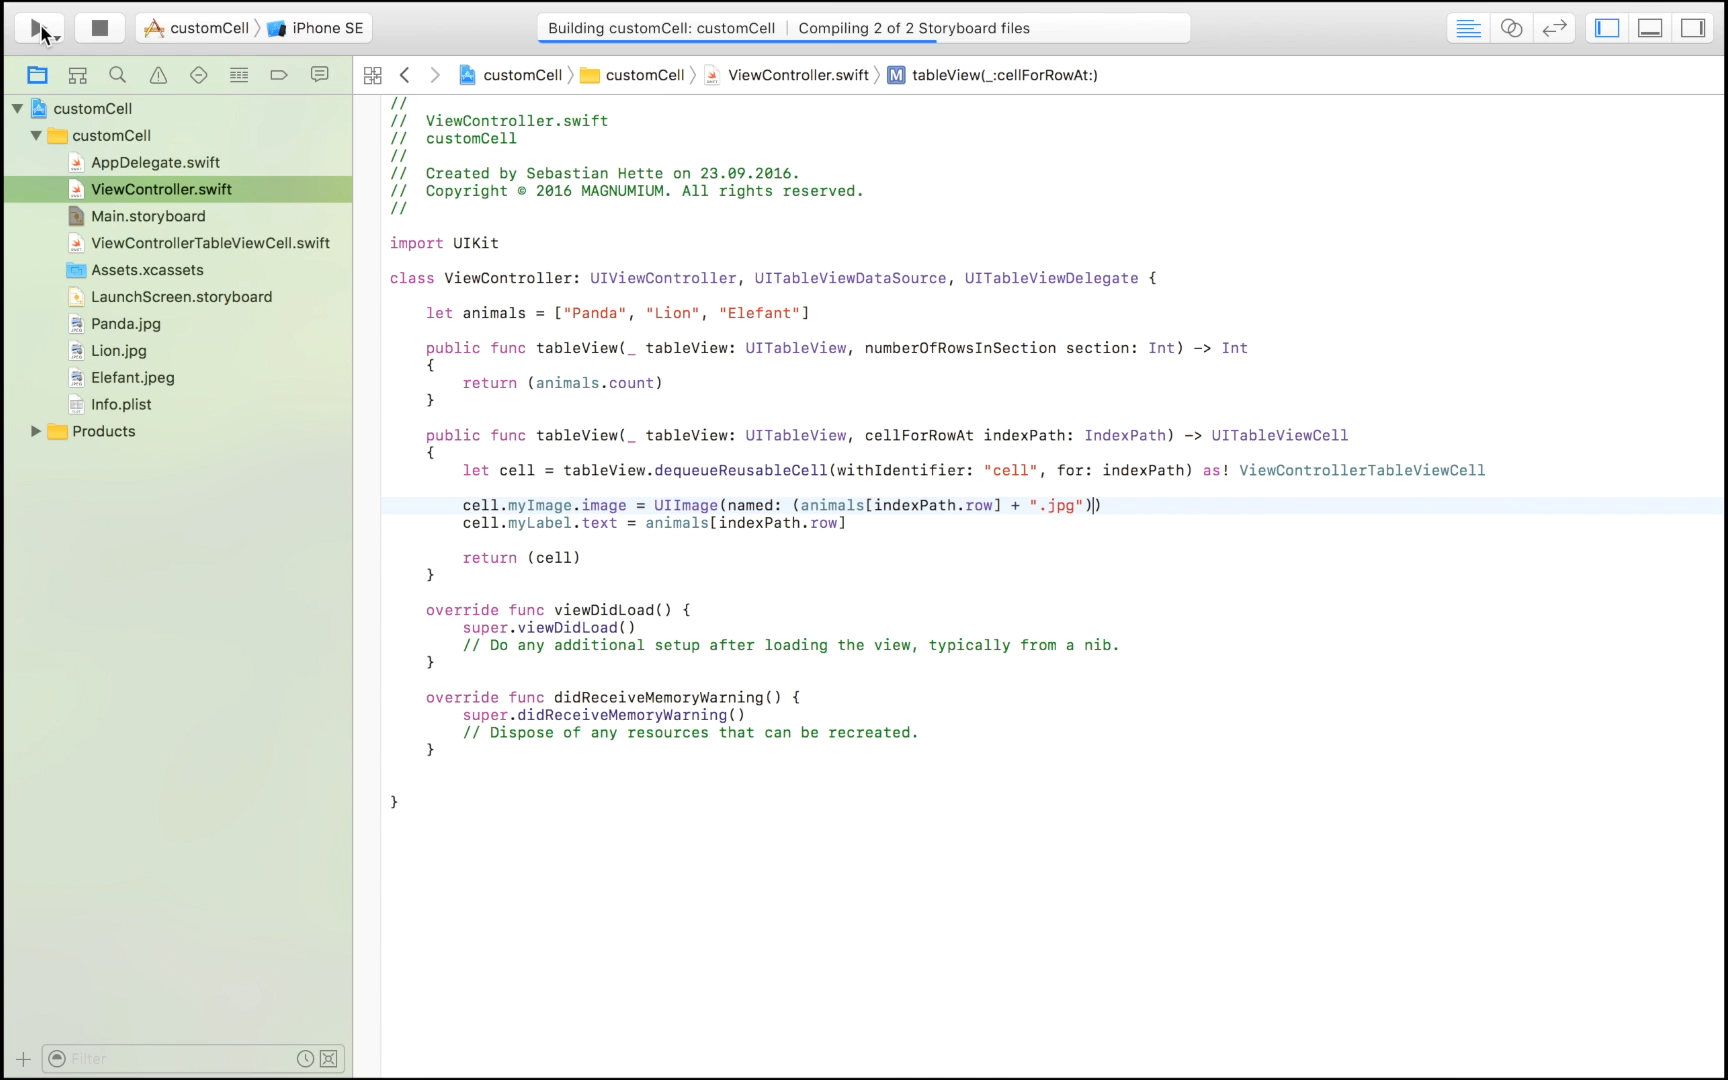 customCell 〉 iPhone SE
Building customCell: customCell | Compiling 2 of 2 Storyboard files
customCell 〉 customCell 〉 ViewController.swift 〉 M tableView(_:cellForRowAt:)
customCell
customCell
AppDelegate.swift
ViewController.swift
Main.storyboard
ViewControllerTableViewCell.swift
Assets.xcassets
LaunchScreen.storyboard
Panda.jpg
Lion.jpg
Elefant.jpeg
Info.plist
Products
Filter
//
//  ViewController.swift
//  customCell
//
//  Created by Sebastian Hette on 23.09.2016.
//  Copyright © 2016 MAGNUMIUM. All rights reserved.
//
import UIKit
class ViewController: UIViewController, UITableViewDataSource, UITableViewDelegate {
let animals = ["Panda", "Lion", "Elefant"]
public func tableView(_ tableView: UITableView, numberOfRowsInSection section: Int) -> Int
{
return (animals.count)
}
public func tableView(_ tableView: UITableView, cellForRowAt indexPath: IndexPath) -> UITableViewCell
{
let cell = tableView.dequeueReusableCell(withIdentifier: "cell", for: indexPath) as! ViewControllerTableViewCell
cell.myImage.image = UIImage(named: (animals[indexPath.row] + ".jpg"))
cell.myLabel.text = animals[indexPath.row]
return (cell)
}
override func viewDidLoad() {
super.viewDidLoad()
// Do any additional setup after loading the view, typically from a nib.
}
override func didReceiveMemoryWarning() {
super.didReceiveMemoryWarning()
// Dispose of any resources that can be recreated.
}
}